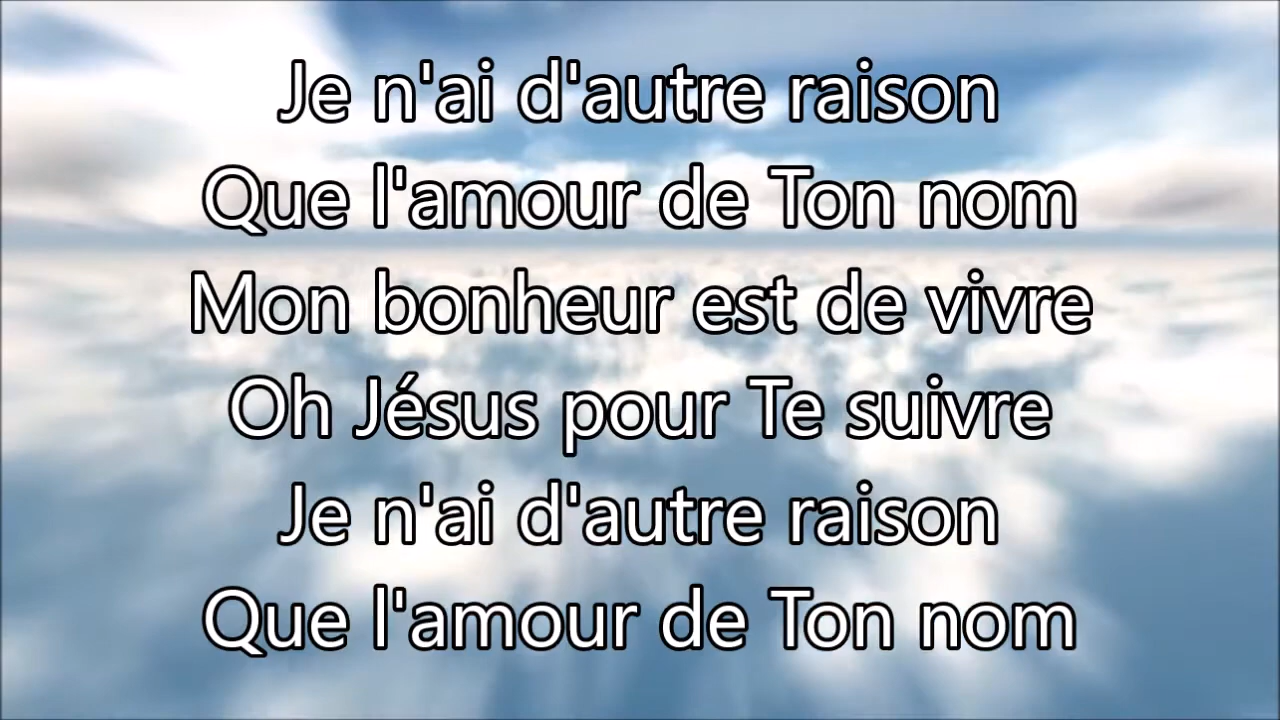 Je n'ai d'autre raison
Que l'amour de Ton nom
Mon bonheur est de vivre
Oh Jésus pour Te suivre
Je n'ai d'autre raison
Que l'amour de Ton nom